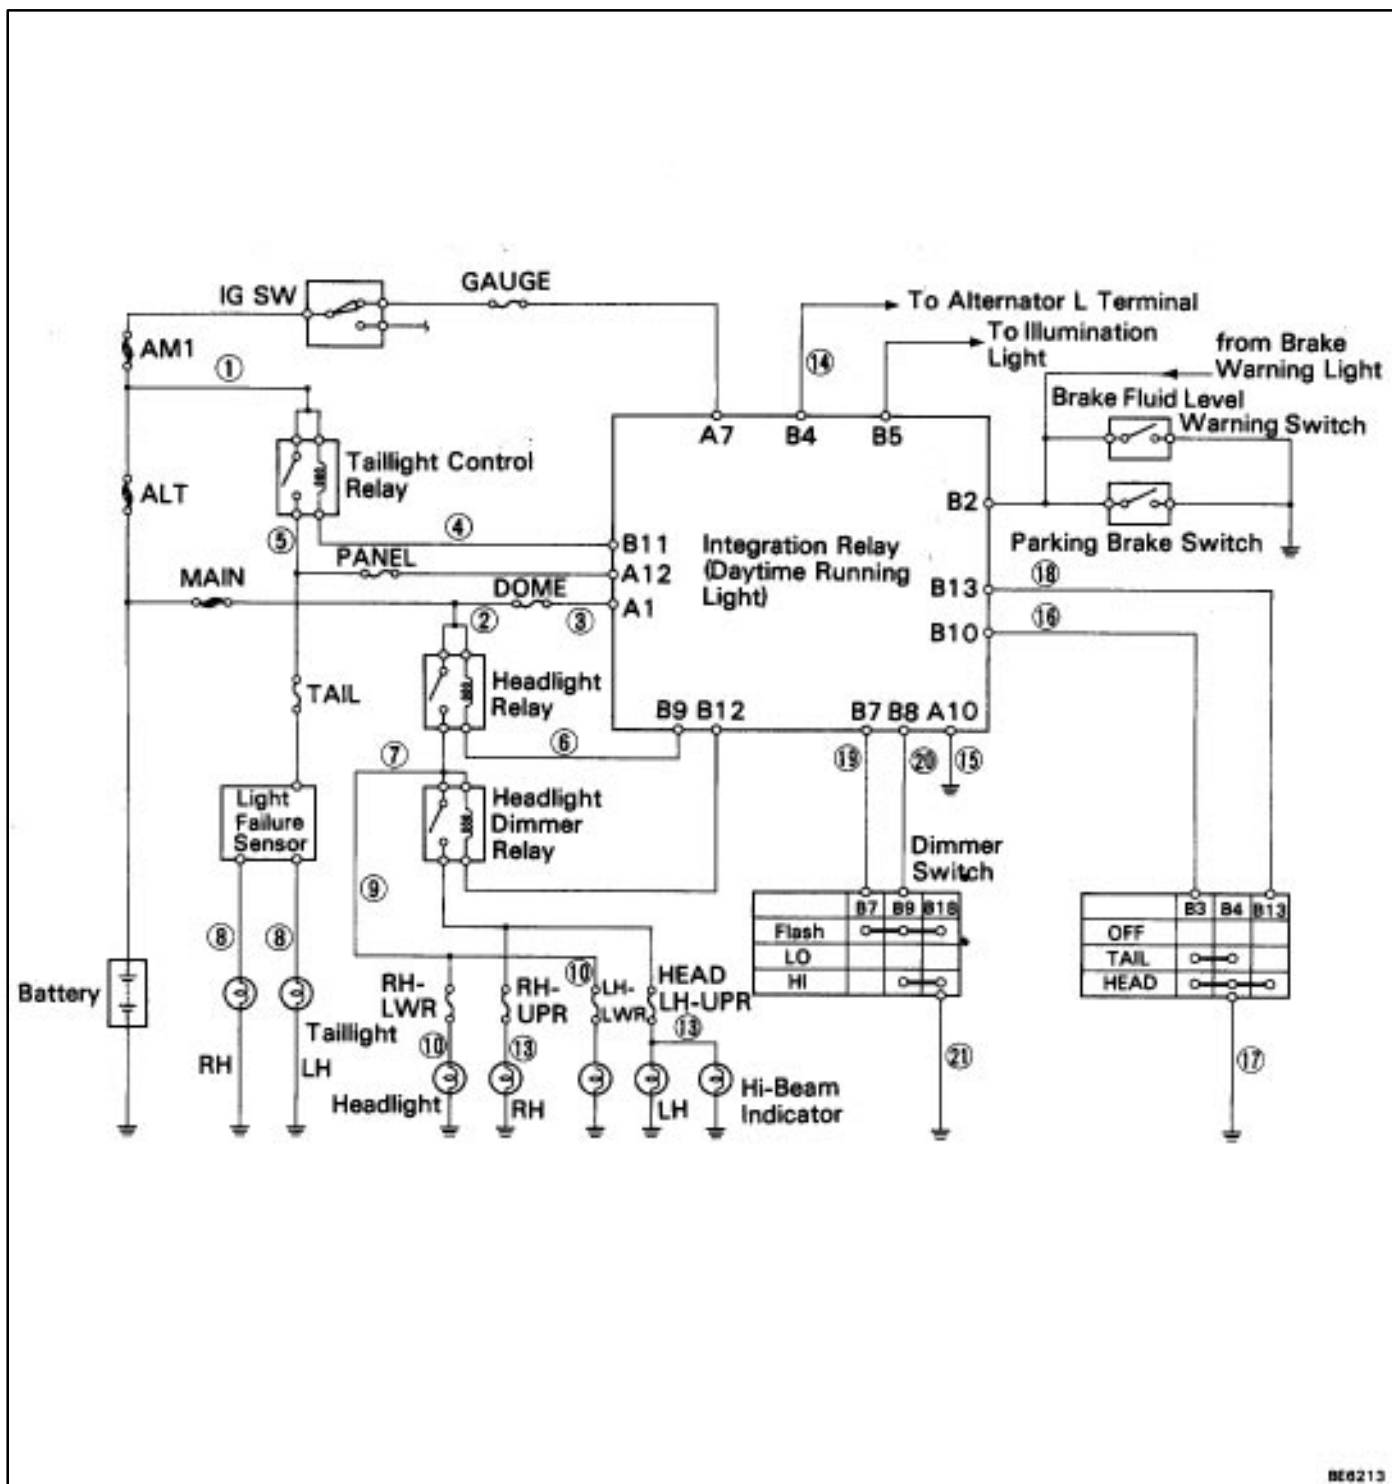 IG SW
GAUGE
To Alternator L Terminal
To Illumination
Light
from Brake
Warning Light
AM1
①
⑭
Brake Fluid Level
Warning Switch
A7
B4
B5
Taillight Control
Relay
ALT
B2
⑤
④
Parking Brake Switch
PANEL
B11
A12
Integration Relay
(Daytime Running
Light)
⑱
MAIN
DOME
B13
A1
②
③
⑯
B10
TAIL
Headlight
Relay
B9
B12
B7
B8
A10
⑥
⑦
⑲
⑳
⑮
Light
Failure
Sensor
Headlight
Dimmer
Relay
Dimmer
Switch
⑨
B7
B9
B18
B3
B4
B13
Flash
OFF
⑧
⑧
LO
TAIL
HI
HEAD
Battery
RH-
LWR
RH-
UPR
⑩
LH-
LWR
HEAD
LH-UPR
Taillight
⑩
⑬
⑬
㉑
⑰
RH
LH
Headlight
RH
LH
Hi-Beam
Indicator
BE6213